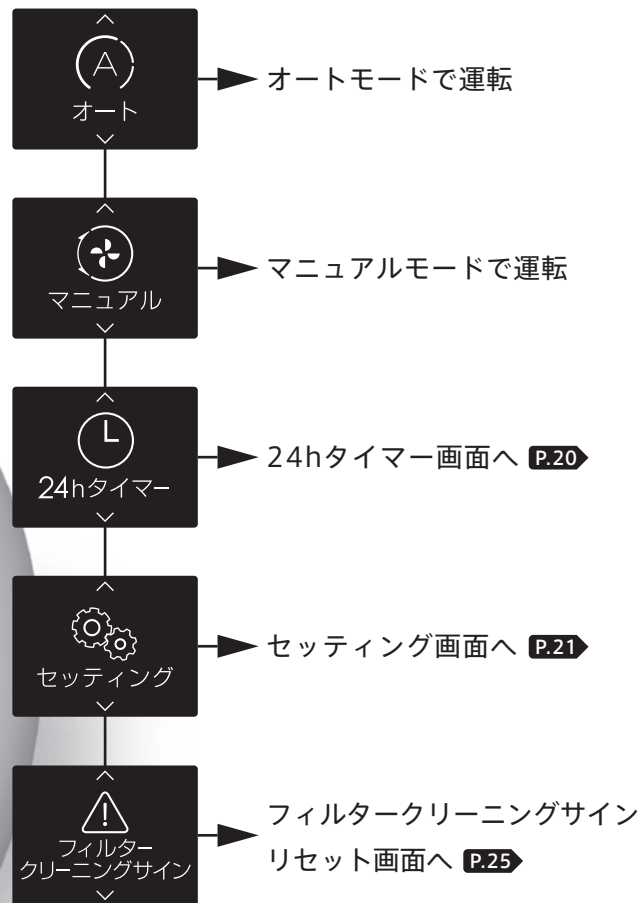 オート
オートモードで運転
マニュアル
マニュアルモードで運転
24hタイマー
24hタイマー画面へ P.20
セッティング
セッティング画面へ P.21
フィルター
クリーニングサイン
フィルタークリーニングサイン
リセット画面へ P.25